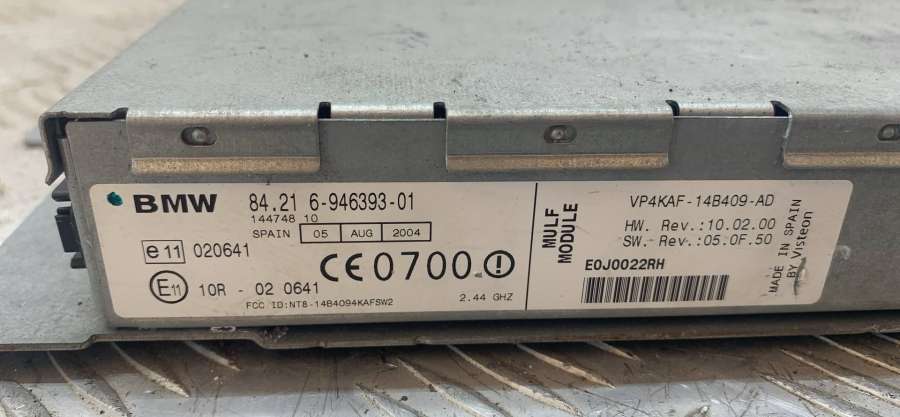 BMW 84.21 6-946393-01
144748 10
SPAIN 05 AUG 2004
e11 020641
CE 0700
E11 10R - 02 0641
FCC ID:NT8-14B4094KAFSW2 2.44 GHZ
MULF
MODULE
VP4KAF-14B409-AD
HW. Rev.:10.02.00
SW.- Rev.:05.0F.50
E0J0022RH
MADE IN SPAIN
BY Visteon